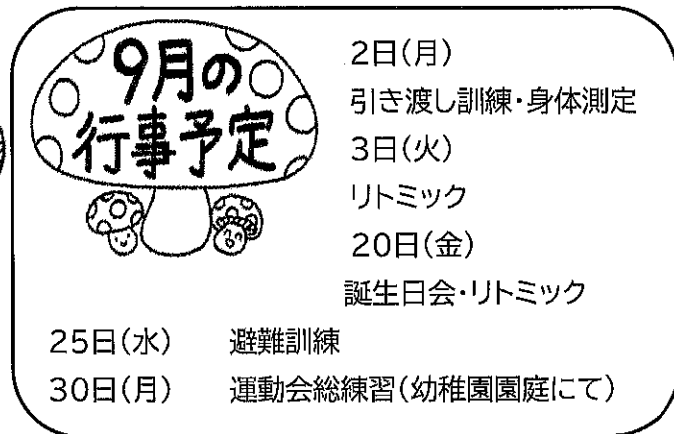 9月の
行事予定
2日(月)
引き渡し訓練・身体測定
3日(火)
リトミック
20日(金)
誕生日会・リトミック
25日(水) 避難訓練
30日(月) 運動会総練習(幼稚園園庭にて)